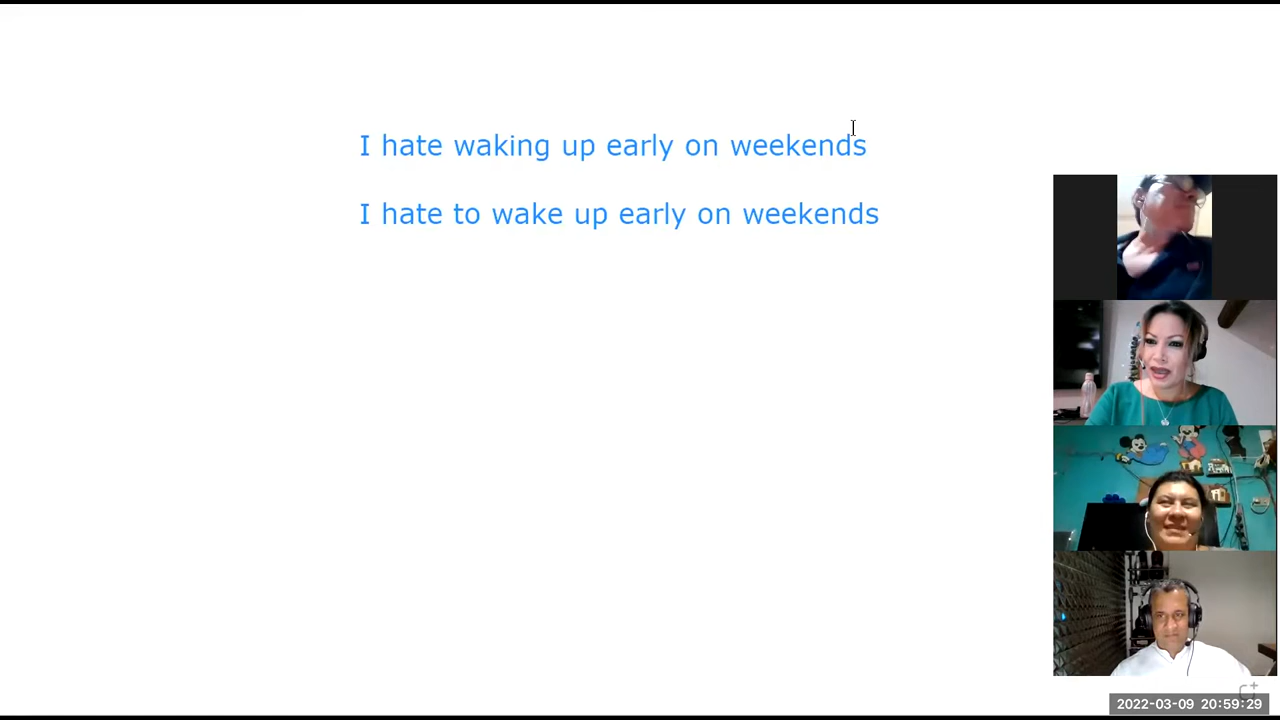 I hate waking up early on weekends
I hate to wake up early on weekends
2022-03-09 20:59:29